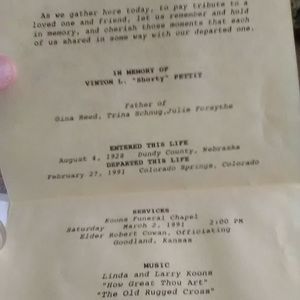 As we gather here today, to pay tribute to a
loved one and friend, let us remember and hold
in memory, and cherish those moments that each
of us shared in some way with our departed one.
IN MEMORY OF
VINTON L. "Shorty" PETTIT
Father of
Gina Reed, Trina Schnug, Julie Forsythe
ENTERED THIS LIFE
August 4, 1928 Dundy County, Nebraska
DEPARTED THIS LIFE
February 27, 1991 Colorado Springs, Colorado
SERVICES
Koons Funeral Chapel
Saturday March 2, 1991 2:00 PM
Elder Robert Cowan, Officiating
Goodland, Kansas
MUSIC
Linda and Larry Koons
"How Great Thou Art"
"The Old Rugged Cross"